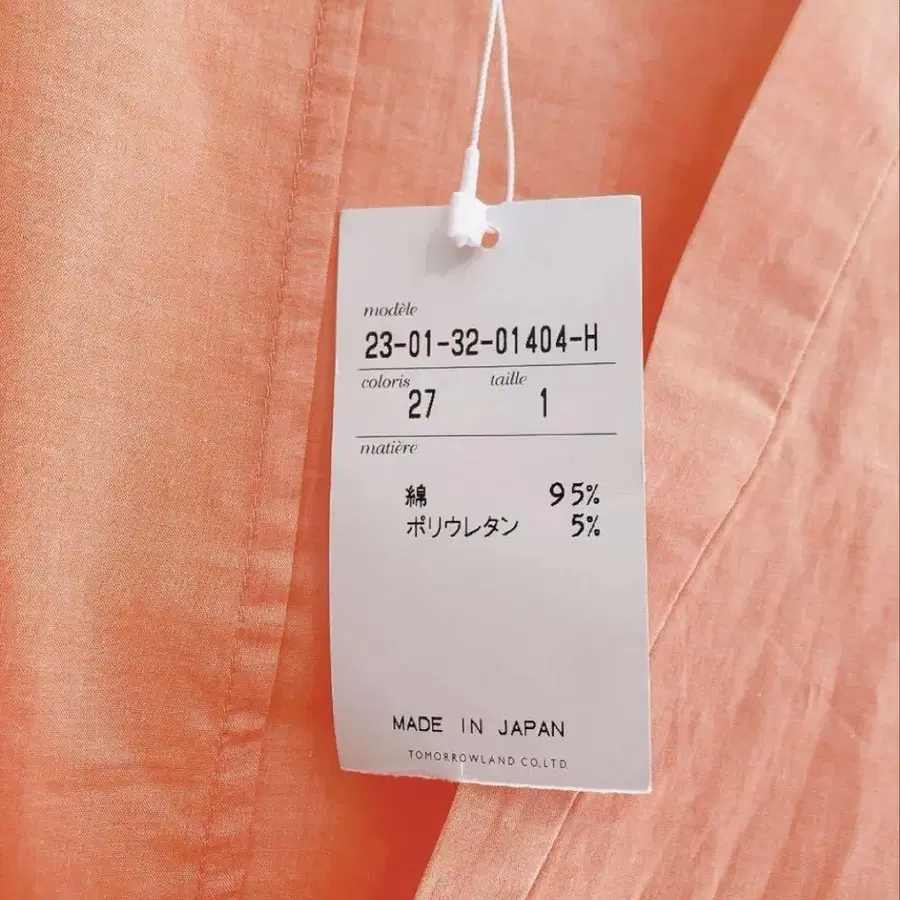 modèle
23-01-32-01404-H
coloris taille
27 1
matière
綿 95%
ポリウレタン 5%
MADE IN JAPAN
TOMORROWLAND CO.LTD.